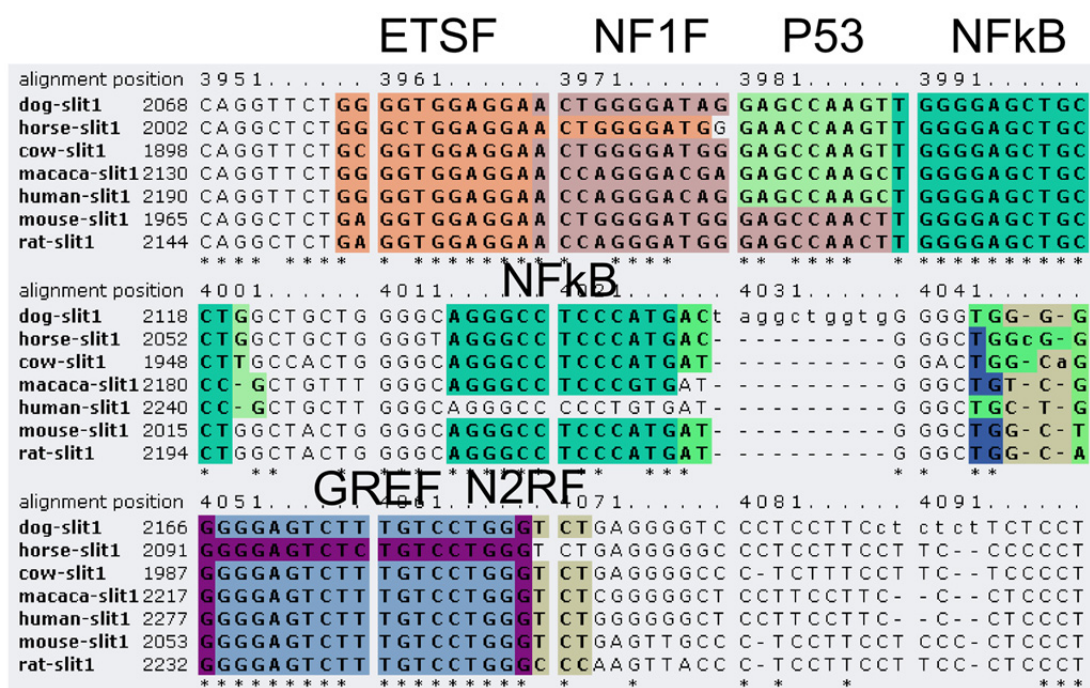 ETSF NF1F P53 NFkB
alignment position 3951...... 3961...... 3971...... 3981...... 3991......
dog-slit1 2068 CAGGTTCTGG GGTGGAGGAA CTGGGGATAG GAGCCAAGTT GGGGAGCTGC
horse-slit1 2002 CAGGCTCTGG GCTGGAGGAA CTGGGGATGG GAACCAAGTT GGGGAGCTGC
cow-slit1 1898 CAGGTTCTGC GGTGGAGGAA CTGGGGATGG GAGCCAAGTT GGGGAGCTGC
macaca-slit1 2130 CAGGTTCTGG GGTGGAGGAA CCAGGGACGA GAGCCAAGCT GGGGAGCTGC
human-slit1 2190 CAGGTTCTGG GGTGGAGGAA CCAGGGACAG GAGCCAAGCT GGGGAGCTGC
mouse-slit1 1965 CAGGCTCTGA GGTGGAGGAA CTGGGGATAG GAGCCAACTT GGGGAGCTGC
rat-slit1 2144 CAGGCTCTGA GGTGGAGGAA CCAGGGATGG GAGCCAACTT GGGGAGCTGC
**** *** * ******** * **** ** **** * **********
NFkB
alignment position 4001...... 4011...... 4021...... 4031...... 4041......
dog-slit1 2118 CTGGCTGCTG GGGCAGGGCC TCCCATGACt aggctggtgG GGGTGG-G-G
horse-slit1 2052 CTGGCTGCTG GGGTAGGGCC TCCCATGAC- ---------G GGCTGGcG-G
cow-slit1 1948 CTTGCCACTG GGGCAGGGCC TCCCATGAT- ---------G GACTGG-CaG
macaca-slit1 2180 CC-GCTGTTT GGGCAGGGCC TCCCGTGAT- ---------G GGCTGT-C-G
human-slit1 2240 CC-GCTGCTT GGGCAGGGCC CCCTGTGAT- ---------G GGCTGC-T-G
mouse-slit1 2015 CTGGCTACTG GGGCAGGGCC TCCCATGAT- ---------G GGCTGG-C-T
rat-slit1 2194 CTGGCTACTG GGGCAGGGCC TCCCATGAT- ---------G GGCTGG-C-A
GREF N2RF
alignment position 4051...... 4061...... 4071...... 4081...... 4091......
dog-slit1 2166 GGGGAGTCTT TGTCCTGGGT CTGAGGGGTC CCTCCTTCct ctctTCTCCT
horse-slit1 2091 GGGGAGTCTC TGTCCTGGGT CTGAGGGGGC CCTCCTTCCT TC--CCCCCT
cow-slit1 1987 GGGGAGTCTT TGTCCTGGGT CTGAGGGGCC C-TCTTTCCT TC--TCCCCT
macaca-slit1 2217 GGGGAGTCTT TGTCCTGGGT CTCGGGGGCT CCTTCCTTC- -C--CTCCCT
human-slit1 2277 GGGGAGTCTT TGTCCTGGGT CTCGGGGGCT CCTTCCTTC- -C--CTCCCT
mouse-slit1 2053 GGGGAGTCTT TGTCCTGGGT CTGAGTTGCC C-TCCTTCCT CCC-CTCCCT
rat-slit1 2232 GGGGAGTCTT TGTCCTGGGC CCAAGTTACC C-TCCTTCCT TCC-CTCCCT
********* ********* * * * * ***